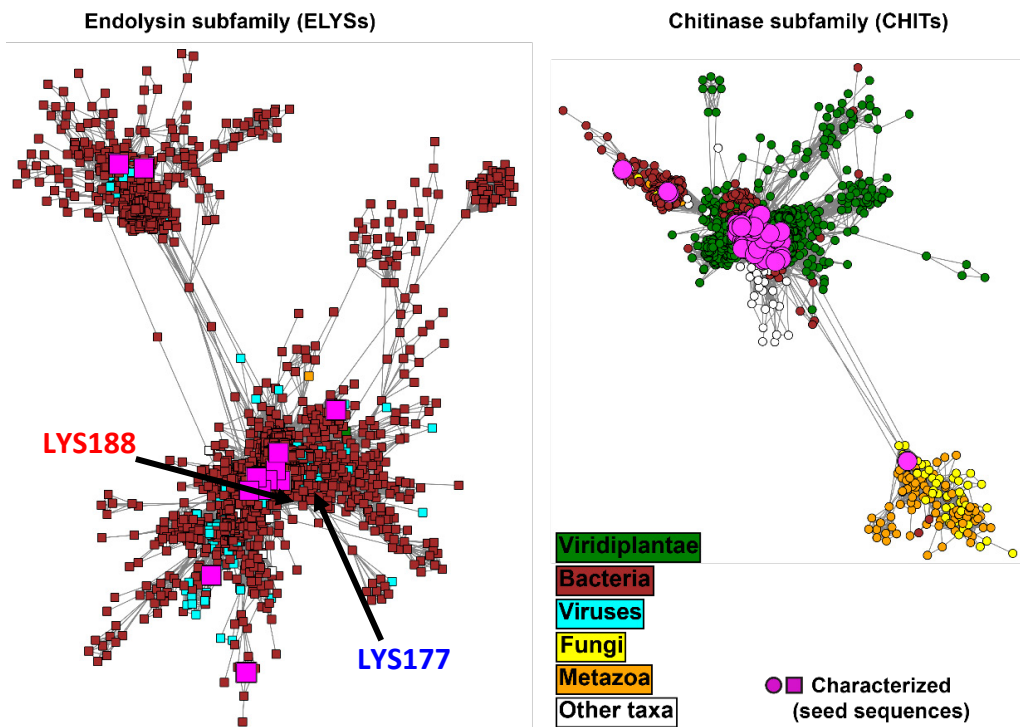 Endolysin subfamily (ELYSs)
Chitinase subfamily (CHITs)
LYS188
LYS177
Viridiplantae
Bacteria
Viruses
Fungi
Metazoa
Other taxa
Characterized
(seed sequences)